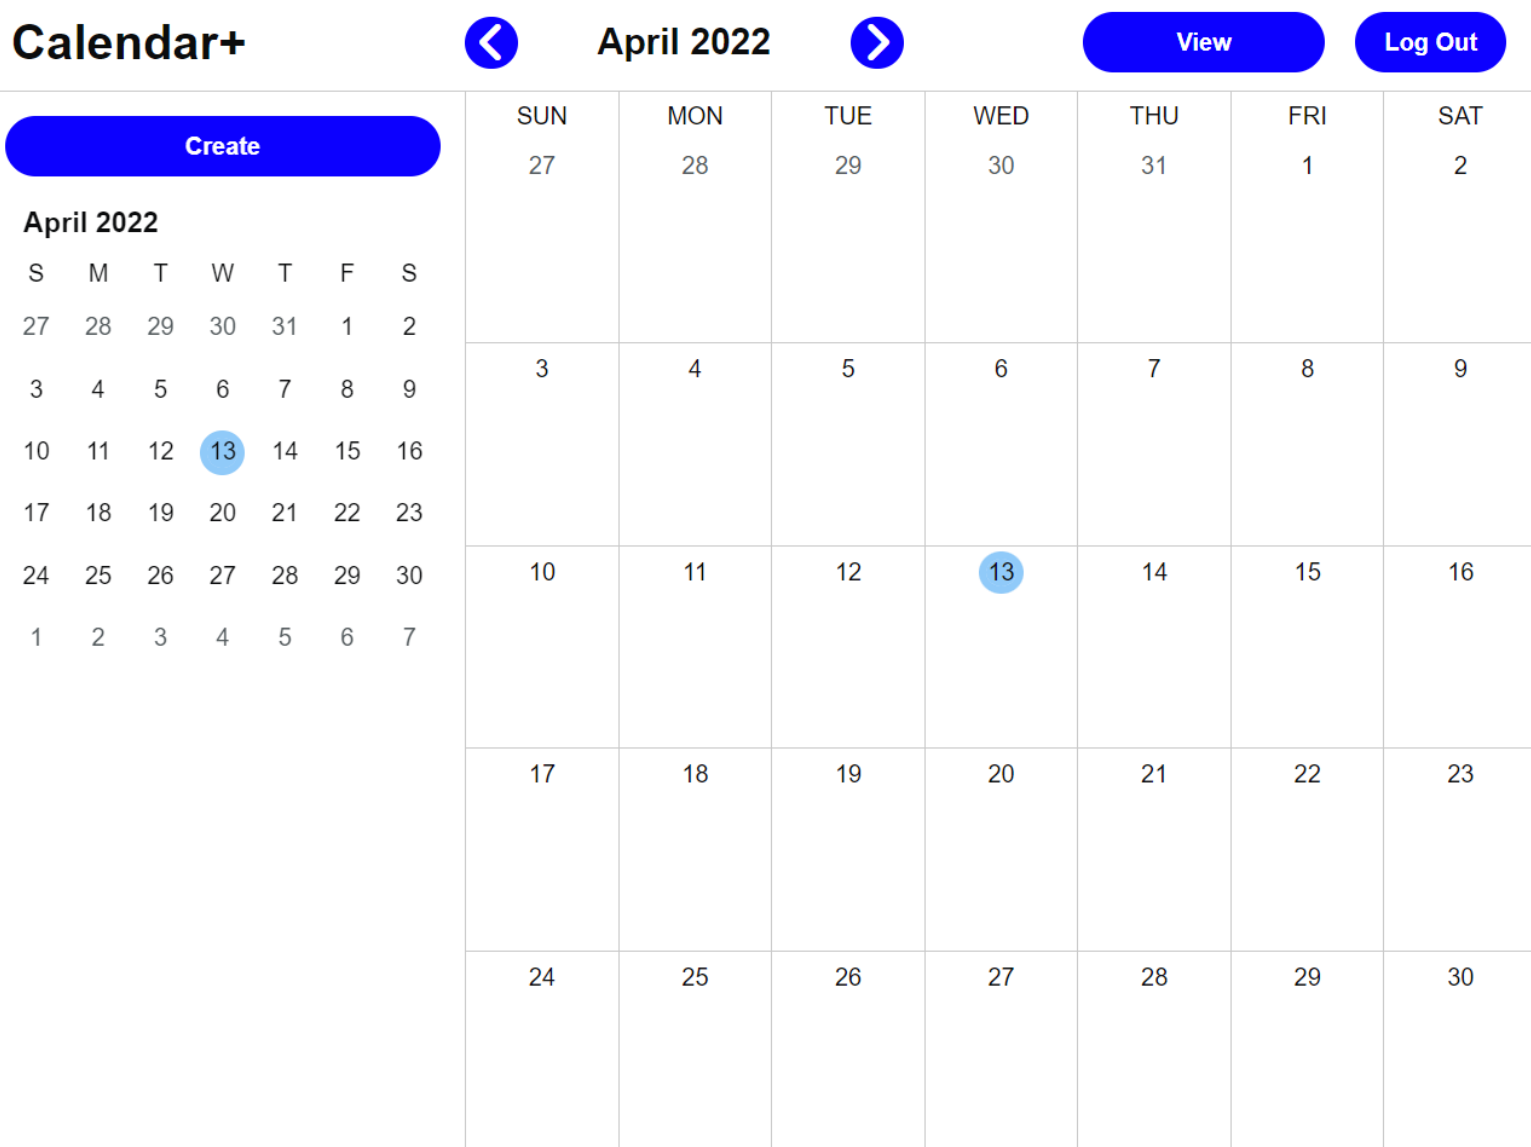 Calendar+ April 2022 View Log Out
Create
April 2022
S M T W T F S
27 28 29 30 31 1 2
3 4 5 6 7 8 9
10 11 12 13 14 15 16
17 18 19 20 21 22 23
24 25 26 27 28 29 30
1 2 3 4 5 6 7
SUN MON TUE WED THU FRI SAT
27 28 29 30 31 1 2
3 4 5 6 7 8 9
10 11 12 13 14 15 16
17 18 19 20 21 22 23
24 25 26 27 28 29 30